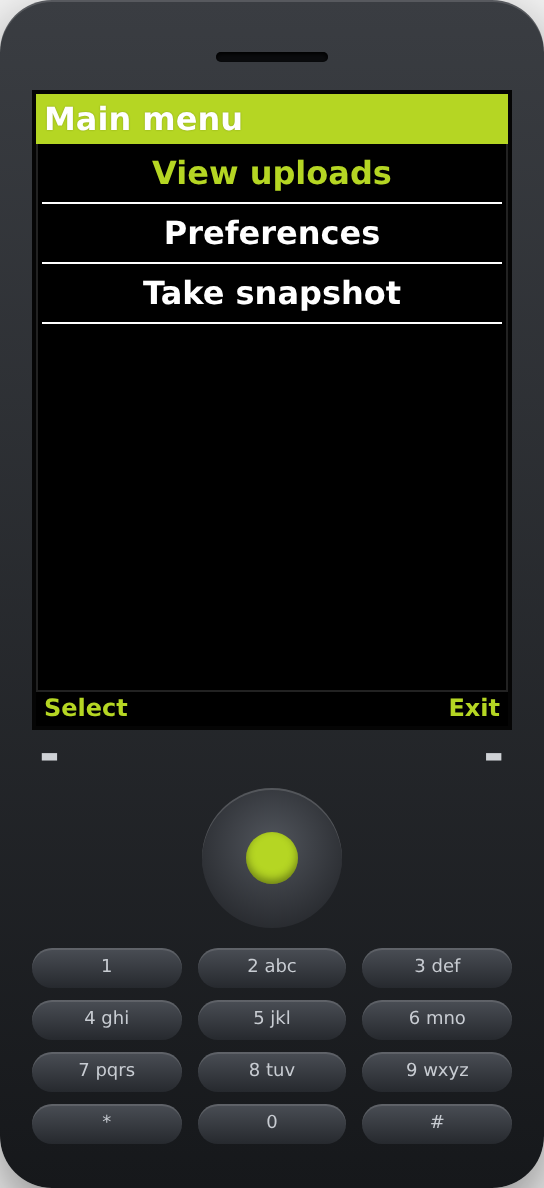 Main menu
View uploads
Preferences
Take snapshot
Select Exit
1 2 abc 3 def
4 ghi 5 jkl 6 mno
7 pqrs 8 tuv 9 wxyz
* 0 #